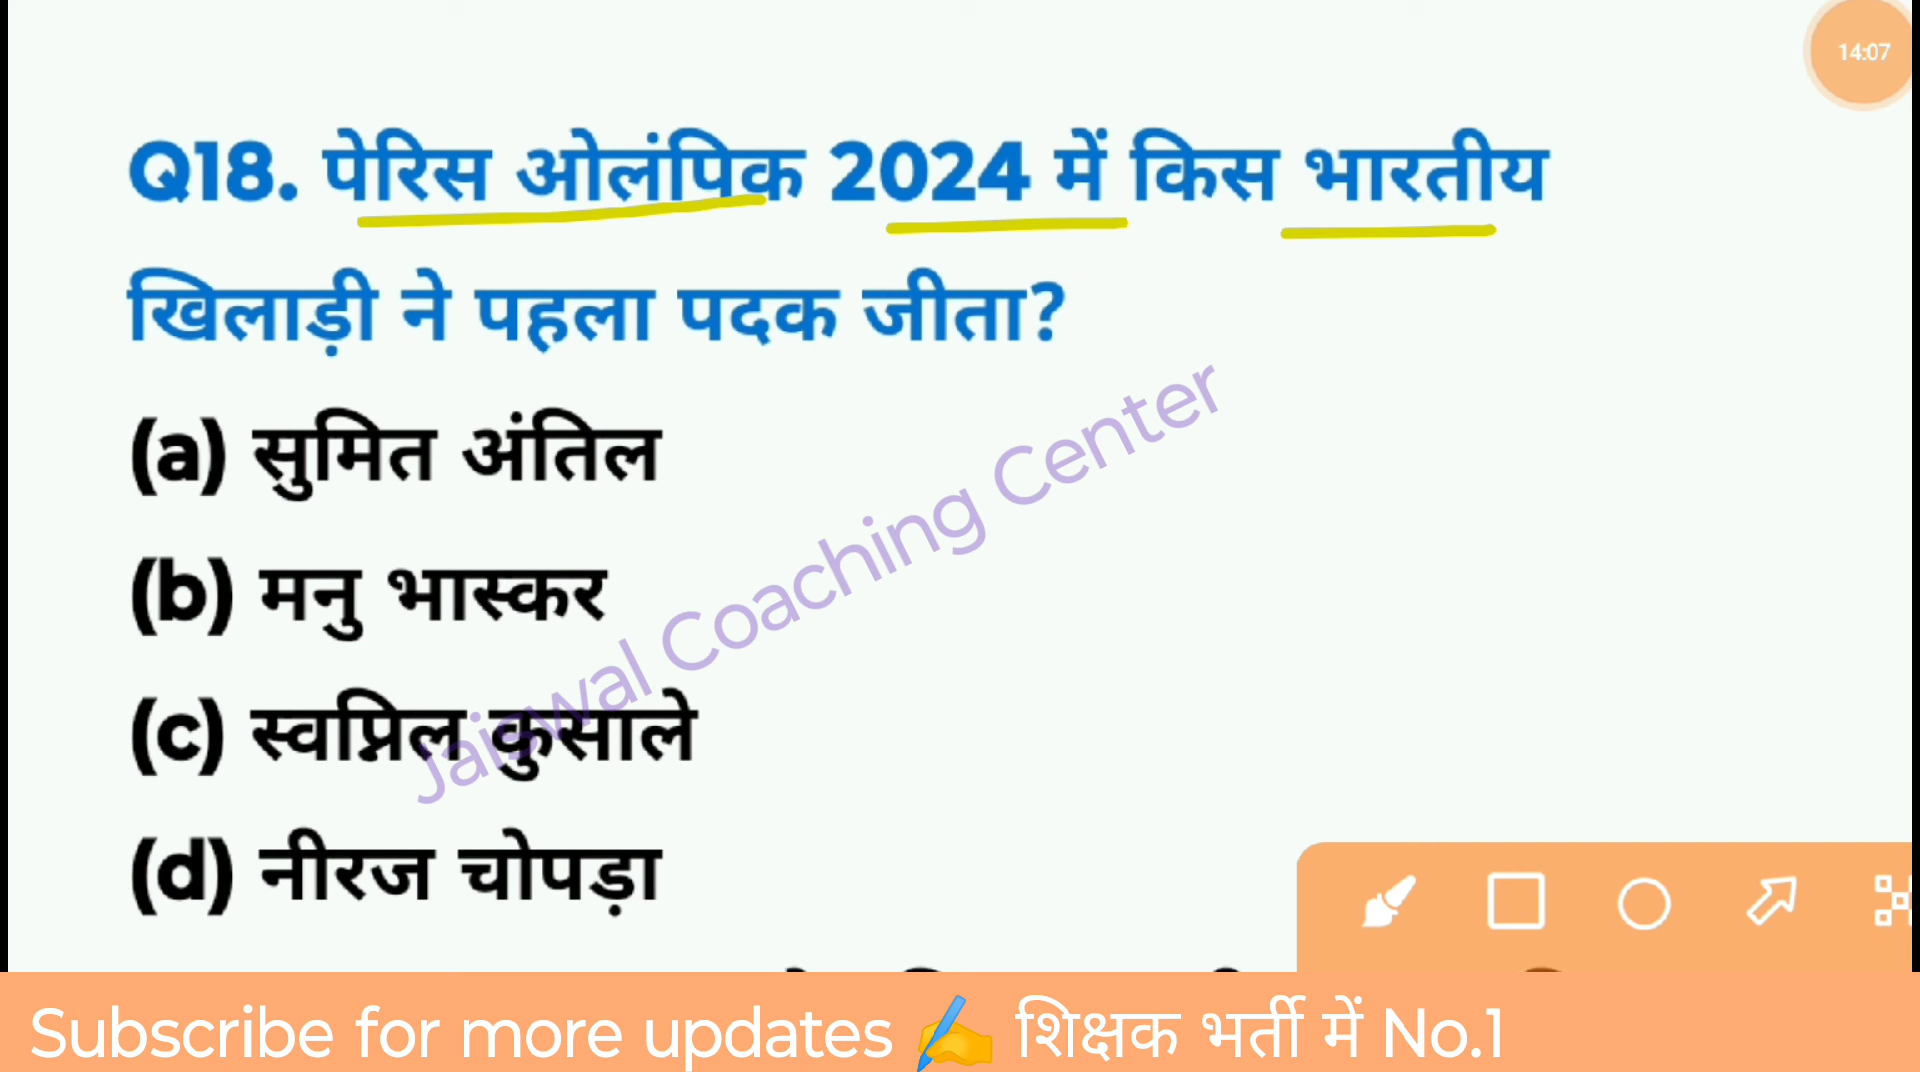 14:07
Q18. पेरिस ओलंपिक 2024 में किस भारतीय
खिलाड़ी ने पहला पदक जीता?
(a) सुमित अंतिल
(b) मनु भास्कर
(c) स्वप्निल कुसाले
(d) नीरज चोपड़ा
Jaiswal Coaching Center
Subscribe for more updates ✍️ शिक्षक भर्ती में No.1